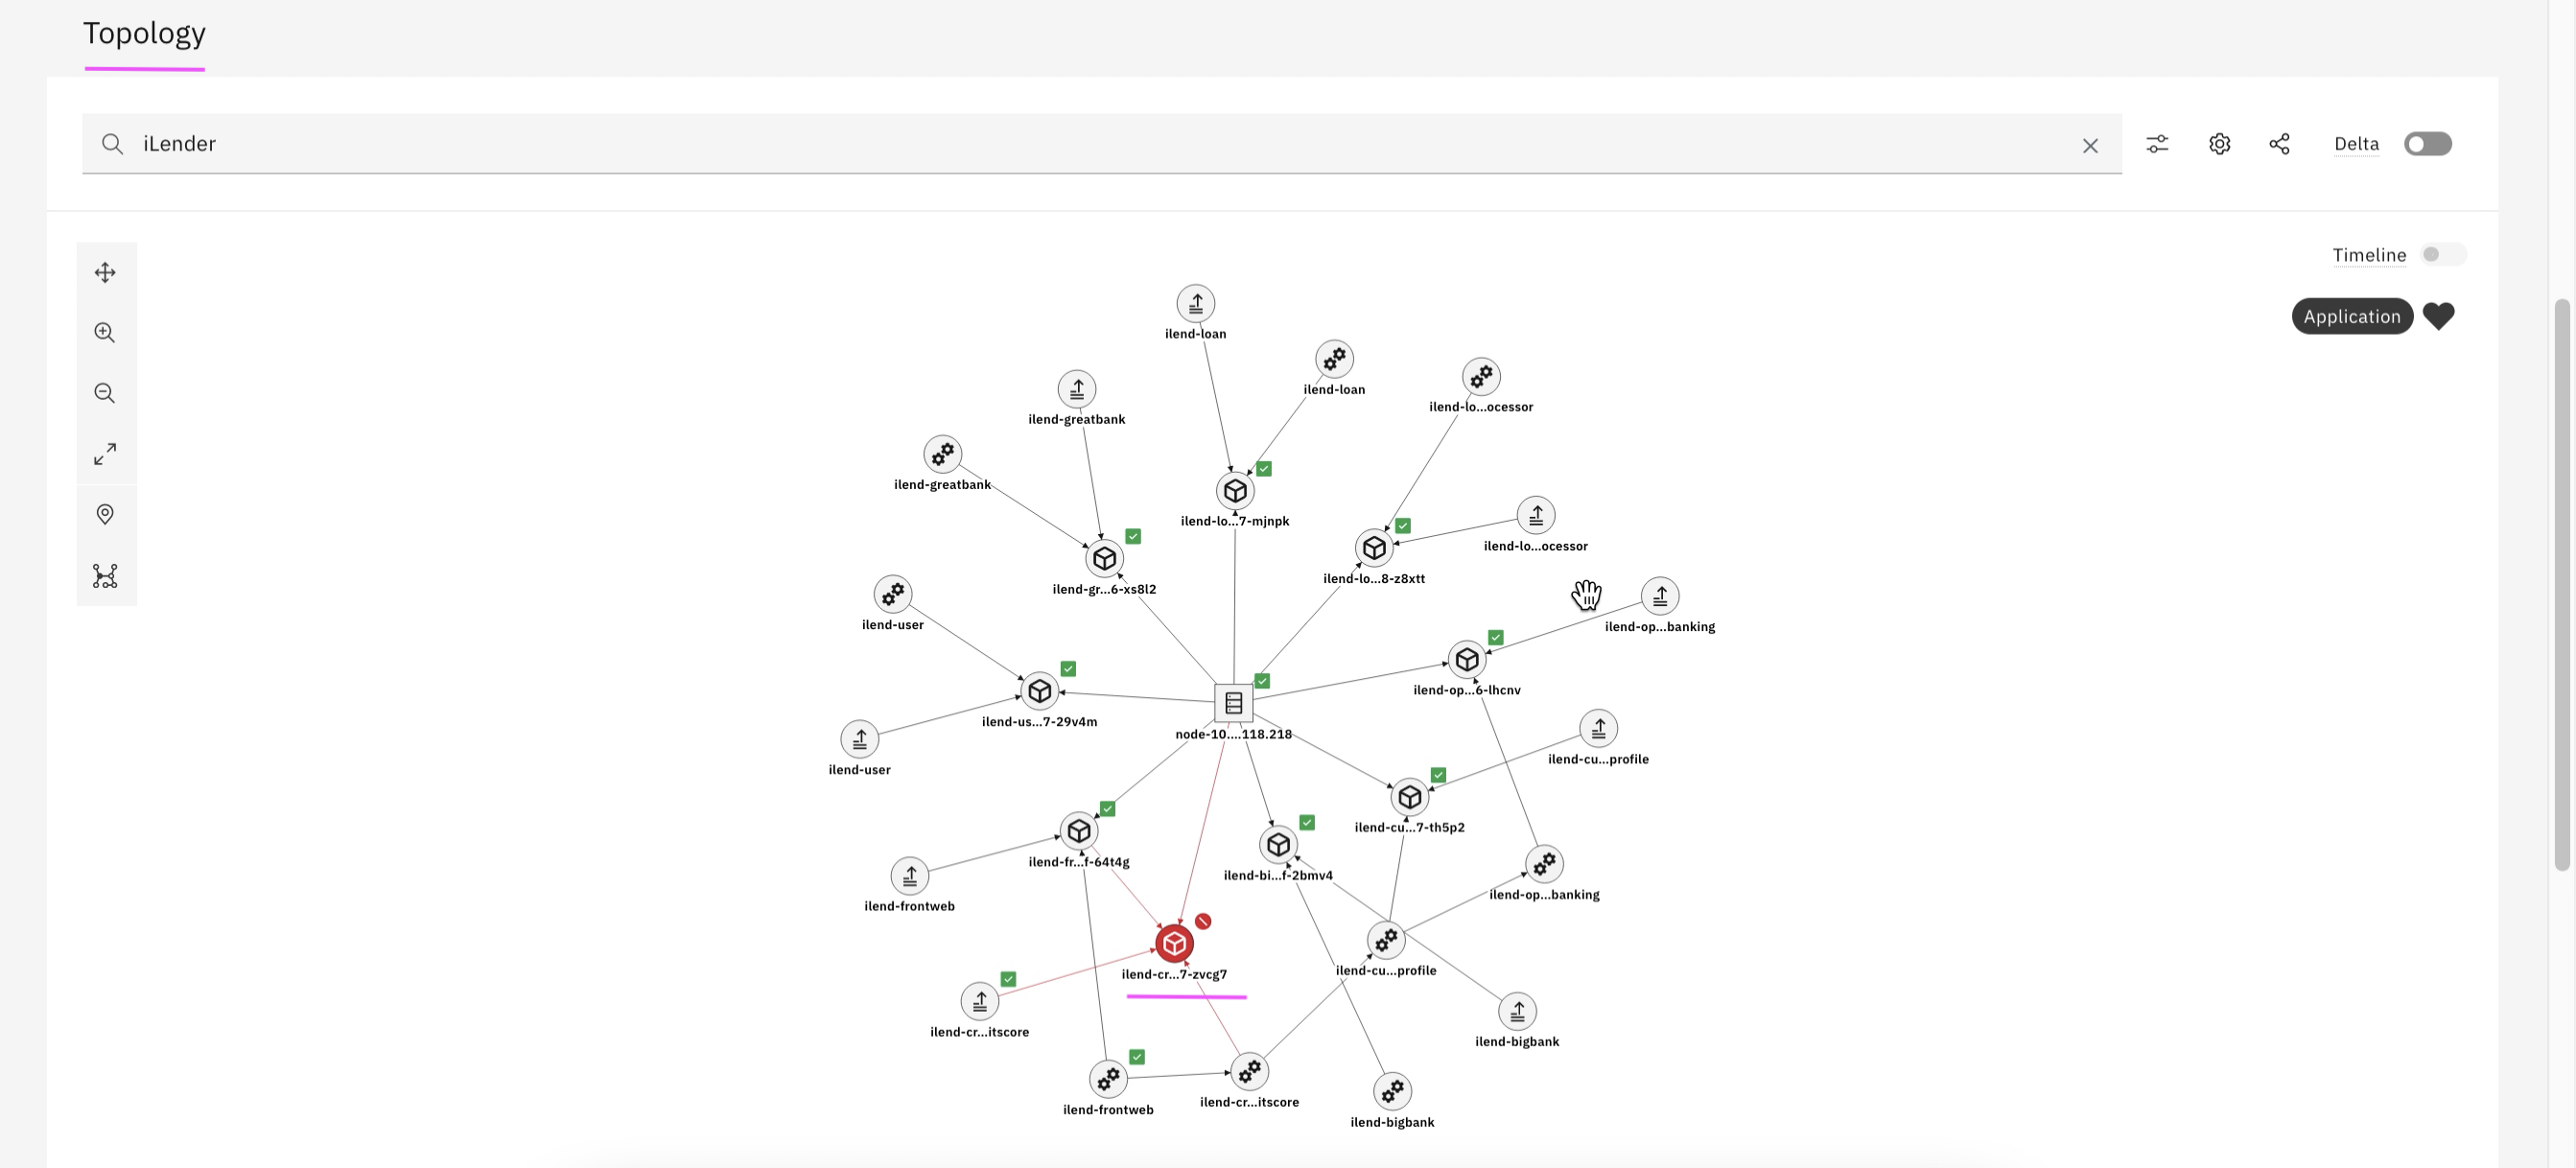 Topology
iLender
Delta
Timeline
Application
ilend-loan
ilend-loan
ilend-lo...ocessor
ilend-greatbank
ilend-greatbank
ilend-lo...7-mjnpk
ilend-lo...ocessor
ilend-lo...8-z8xtt
ilend-gr...6-xs8l2
ilend-user
ilend-op...banking
ilend-op...6-lhcnv
ilend-us...7-29v4m
node-10....118.218
ilend-cu...profile
ilend-user
ilend-cu...7-th5p2
ilend-fr...f-64t4g
ilend-bi...f-2bmv4
ilend-op...banking
ilend-frontweb
ilend-cr...7-zvcg7
ilend-cu...profile
ilend-cr...itscore
ilend-bigbank
ilend-frontweb
ilend-cr...itscore
ilend-bigbank